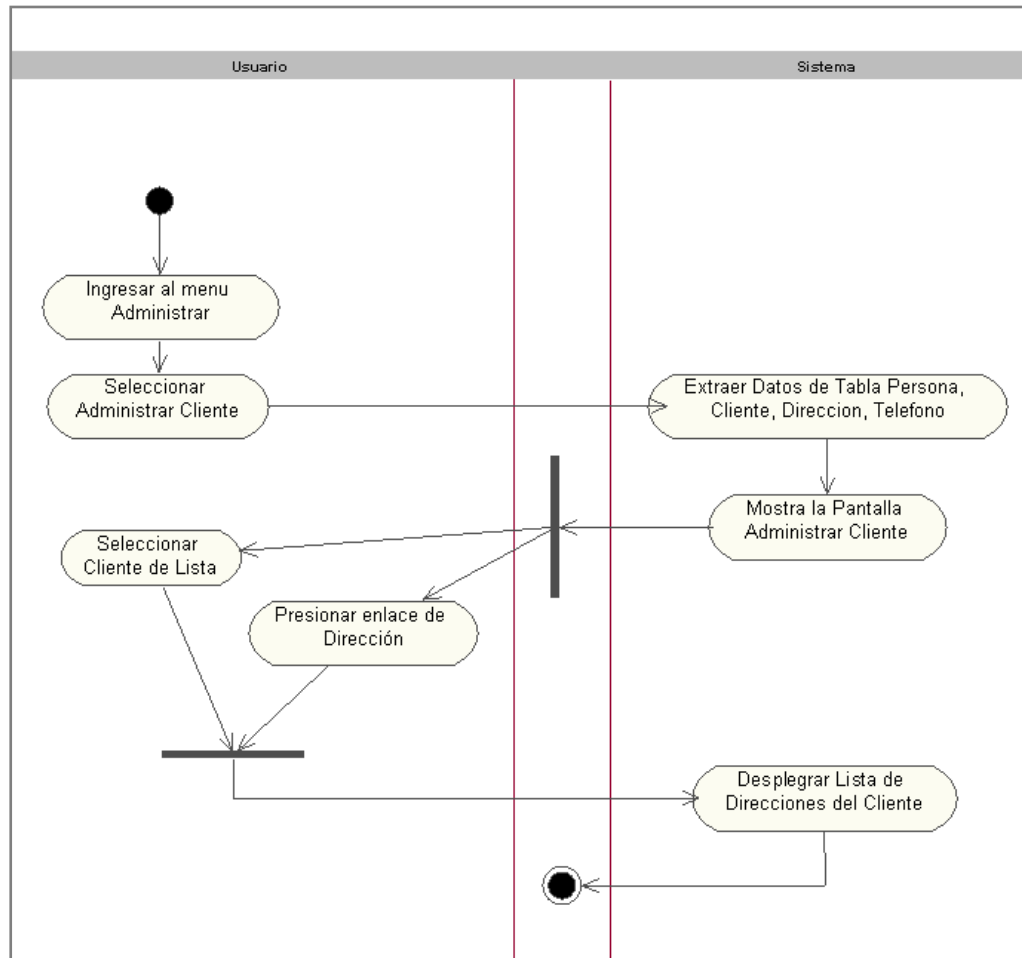 Usuario
Sistema
Ingresar al menu
Administrar
Seleccionar
Administrar Cliente
Extraer Datos de Tabla Persona,
Cliente, Direccion, Telefono
Mostra la Pantalla
Administrar Cliente
Seleccionar
Cliente de Lista
Presionar enlace de
Dirección
Desplegrar Lista de
Direcciones del Cliente